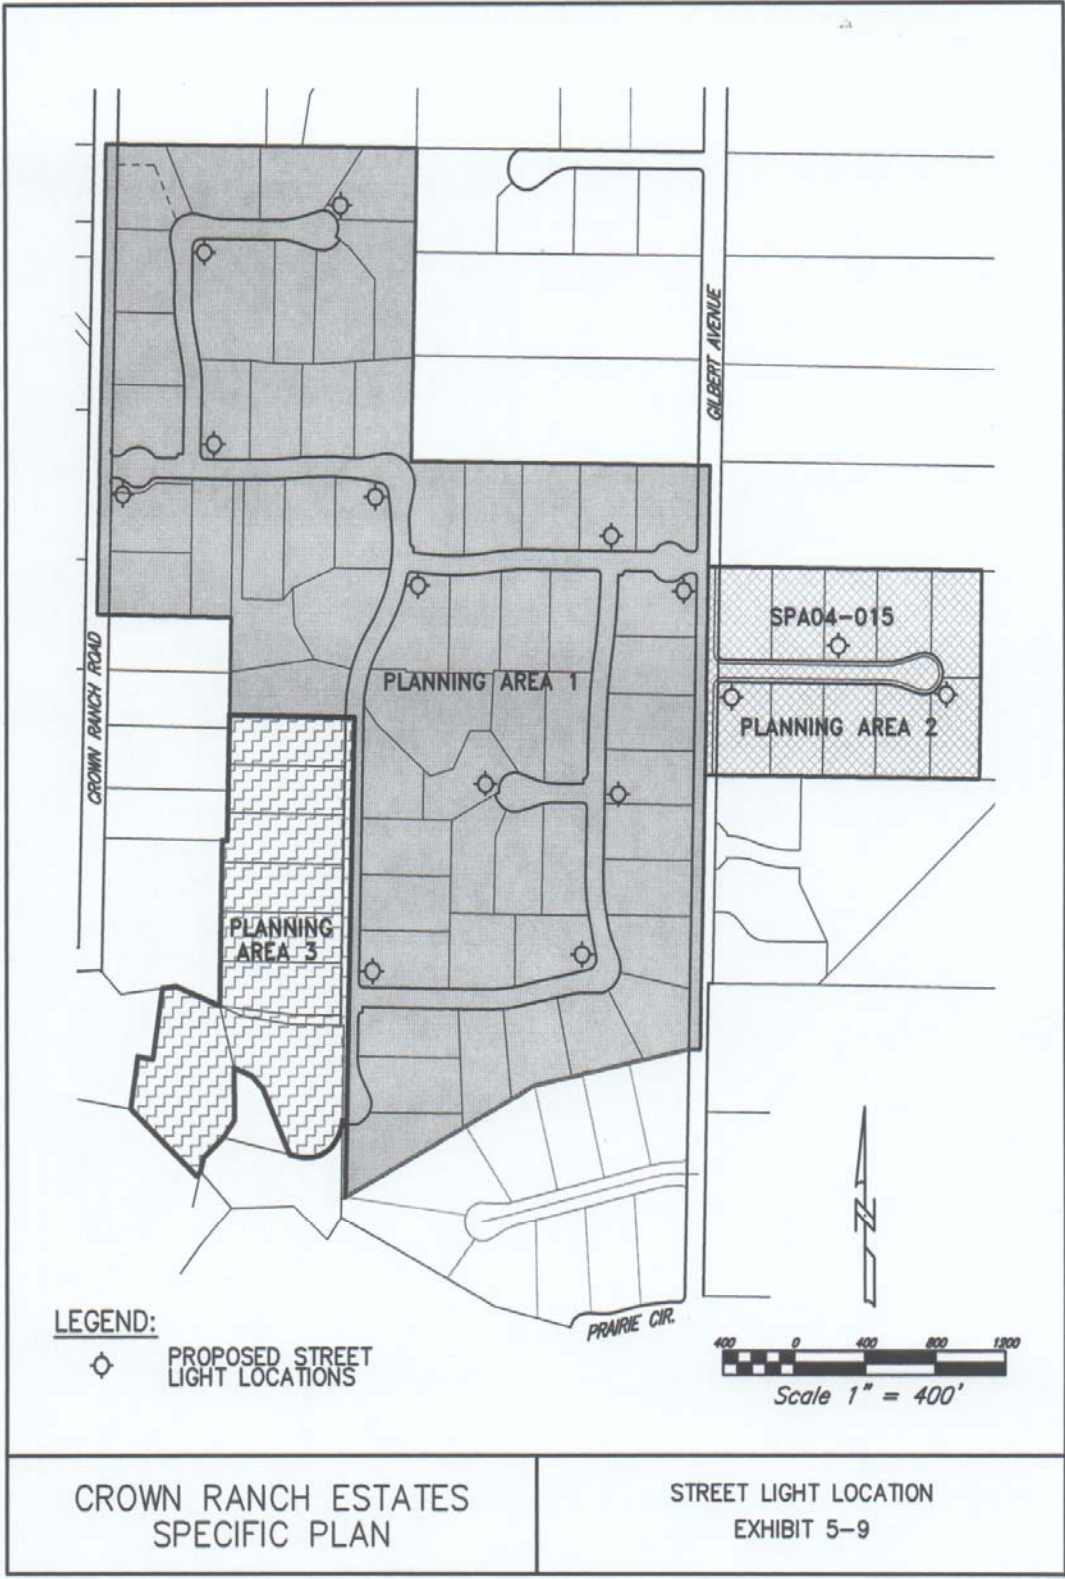 GILBERT AVENUE
SPA04-015
CROWN RANCH ROAD
PLANNING AREA 1
PLANNING AREA 2
PLANNING
AREA 3
N
LEGEND:
PROPOSED STREET
LIGHT LOCATIONS
PRAIRIE CIR.
400 0 400 800 1200
Scale 1" = 400'
CROWN RANCH ESTATES
SPECIFIC PLAN
STREET LIGHT LOCATION
EXHIBIT 5-9